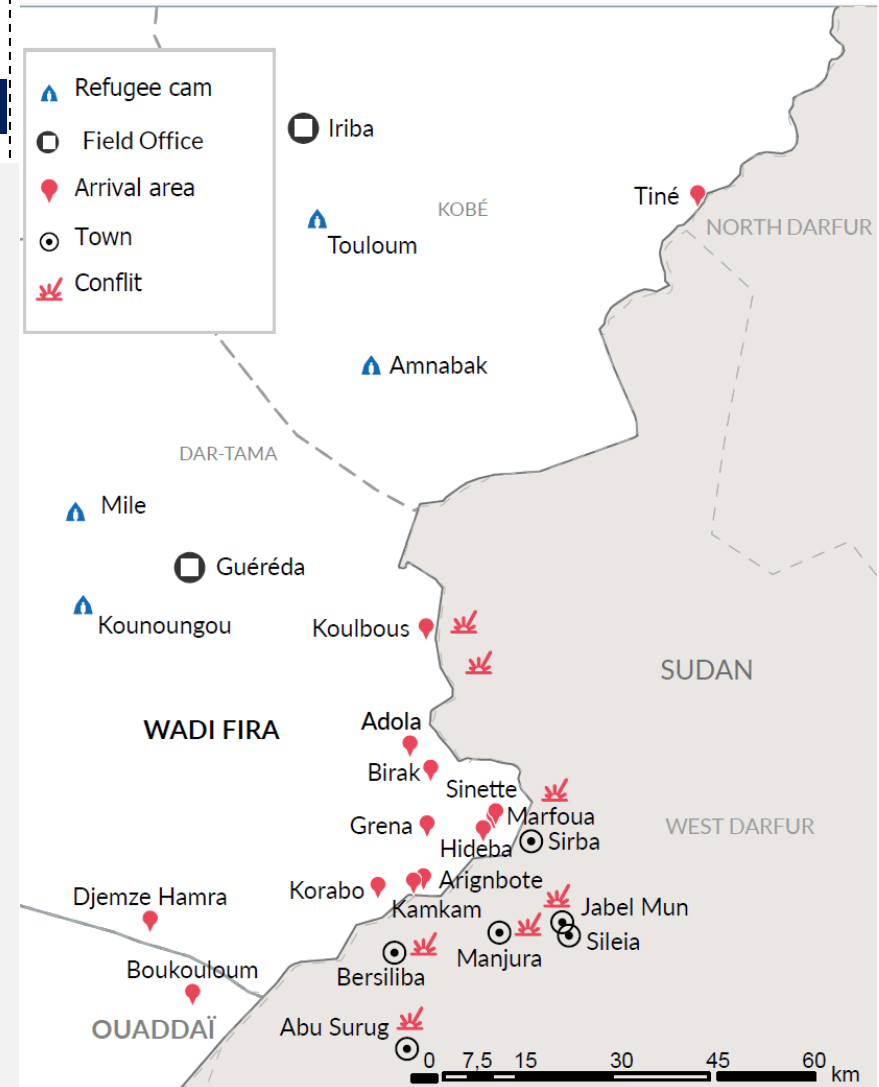 Refugee cam
Field Office
Arrival area
Town
Conflit
Iriba
KOBÉ
Tiné
NORTH DARFUR
Touloum
Amnabak
DAR-TAMA
Mile
Guéréda
Kounoungou
Koulbous
SUDAN
WADI FIRA
Adola
Birak
Sinette
Marfoua
Grena
WEST DARFUR
Hideba
Sirba
Arignbote
Korabo
Djemze Hamra
Kamkam
Jabel Mun
Sileia
Manjura
Boukouloum
Bersiliba
OUADDAÏ
Abu Surug
0 7,5 15 30 45 60
km